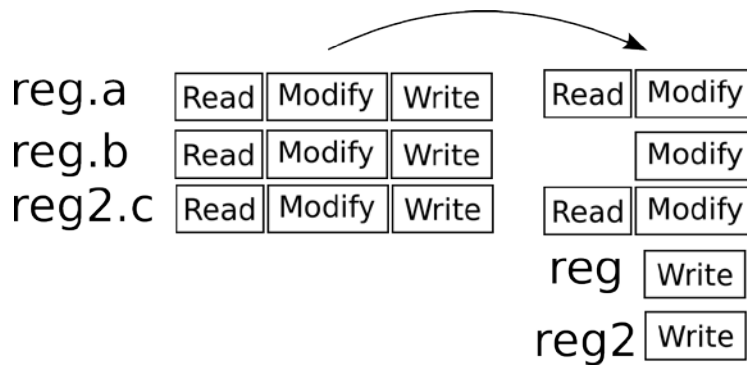 reg.a Read Modify Write Read Modify
reg.b Read Modify Write Modify
reg2.c Read Modify Write Read Modify
reg Write
reg2 Write